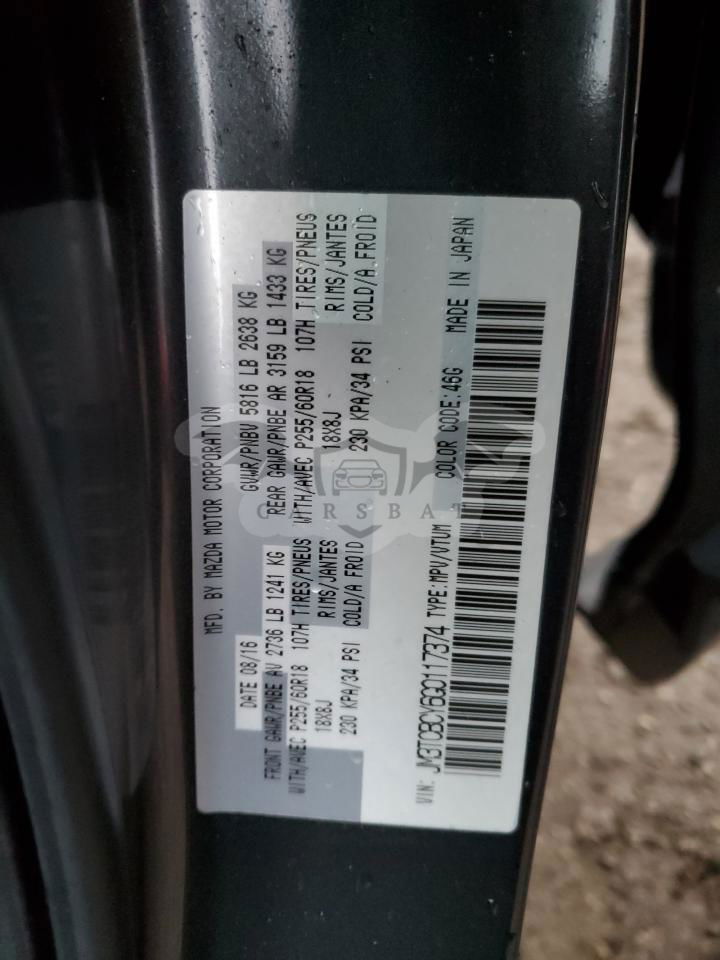 MFD. BY MAZDA MOTOR CORPORATION
DATE 08/16 GVWR/PNBV 5816 LB 2638 KG
FRONT GAWR/PNBE AV 2736 LB 1241 KG REAR GAWR/PNBE AR 3159 LB 1433 KG
WITH/AVEC P255/60R18 107H TIRES/PNEUS WITH/AVEC P255/60R18 107H TIRES/PNEUS
18X8J RIMS/JANTES 18X8J RIMS/JANTES
230 KPA/34 PSI COLD/A FROID 230 KPA/34 PSI COLD/A FROID
VIN: JM3TCBCY6G0117374 TYPE:MPV/VTUM COLOR CODE:46G MADE IN JAPAN
CARSBAT